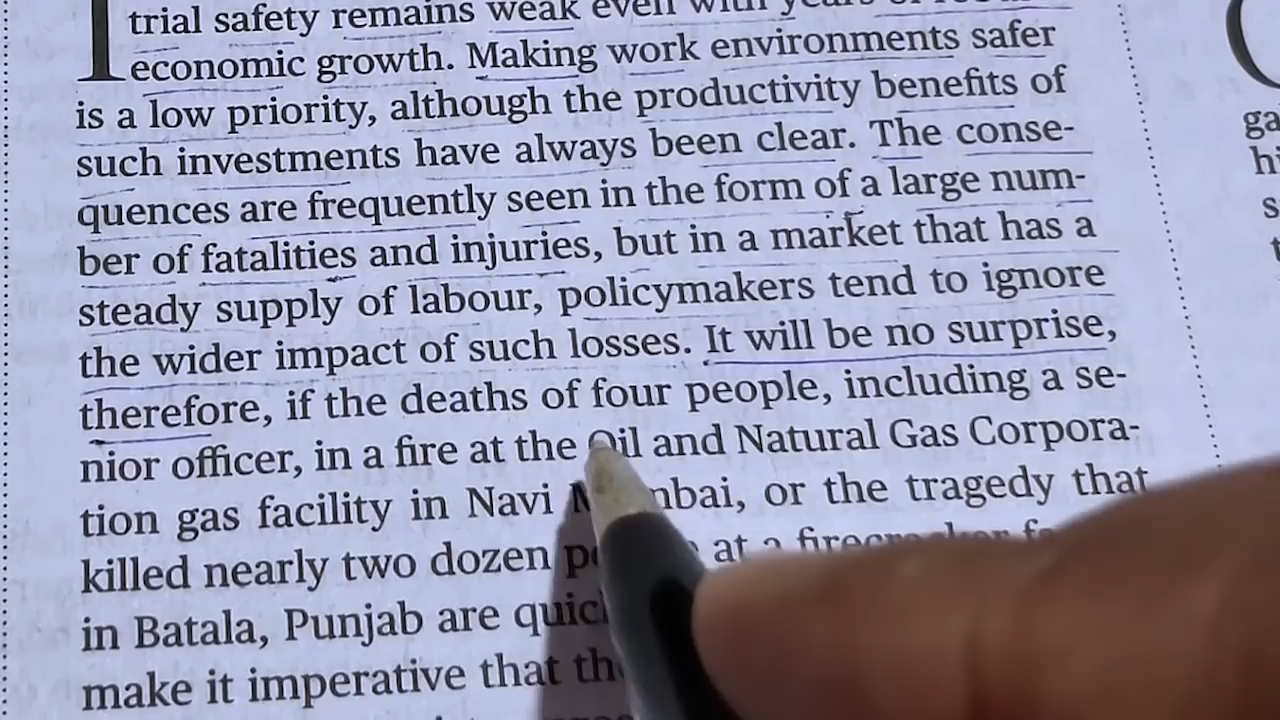 trial safety remains weak even with years of
economic growth. Making work environments safer
is a low priority, although the productivity benefits of
such investments have always been clear. The conse-
quences are frequently seen in the form of a large num-
ber of fatalities and injuries, but in a market that has a
steady supply of labour, policymakers tend to ignore
the wider impact of such losses. It will be no surprise,
therefore, if the deaths of four people, including a se-
nior officer, in a fire at the Oil and Natural Gas Corpora-
tion gas facility in Navi Mumbai, or the tragedy that
killed nearly two dozen at a firecracker
in Batala, Punjab are
make it imperative that
ga
hi
s
t